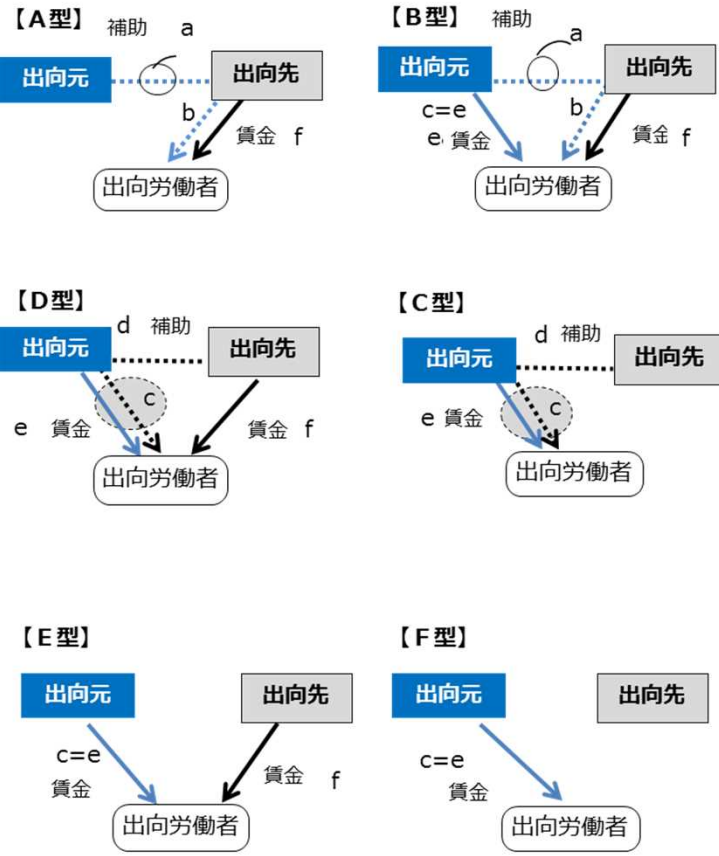 【A型】
補助 a
出向元
出向先
b
賃金 f
出向労働者
【B型】
補助
a
出向元
出向先
c=e
e 賃金
b
賃金 f
出向労働者
【D型】
d 補助
出向元
出向先
c
e 賃金
賃金 f
出向労働者
【C型】
d 補助
出向元
出向先
c
e 賃金
出向労働者
【E型】
出向元
出向先
c=e
賃金
賃金 f
出向労働者
【F型】
出向元
出向先
c=e
賃金
出向労働者